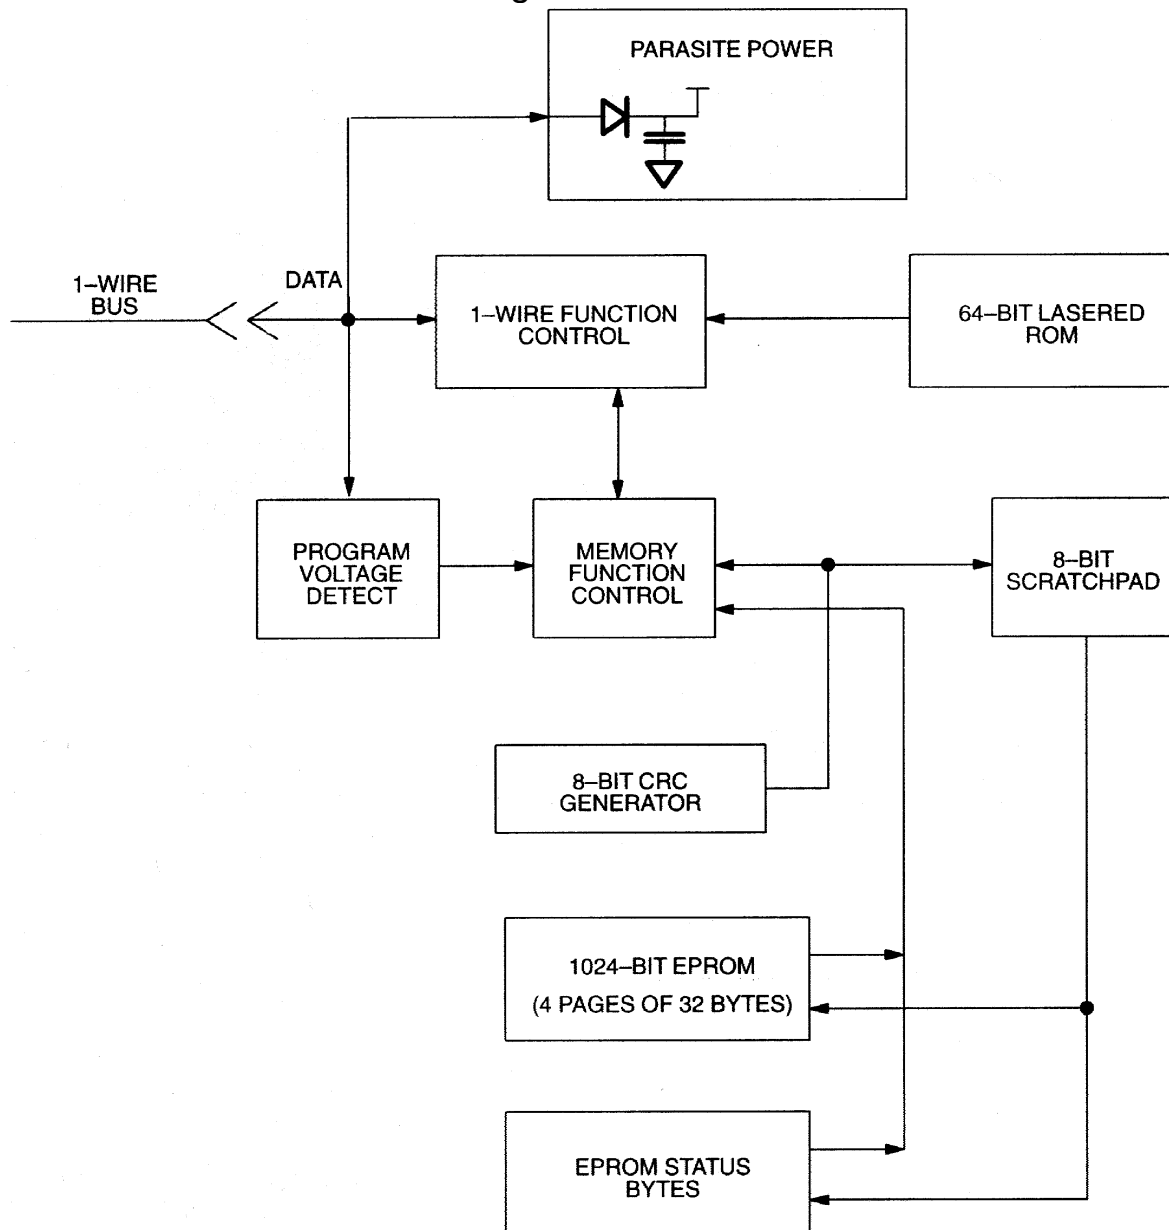 PARASITE POWER
1–WIRE
BUS
DATA
1–WIRE FUNCTION
CONTROL
64–BIT LASERED
ROM
PROGRAM
VOLTAGE
DETECT
MEMORY
FUNCTION
CONTROL
8–BIT
SCRATCHPAD
8–BIT CRC
GENERATOR
1024–BIT EPROM
(4 PAGES OF 32 BYTES)
EPROM STATUS
BYTES